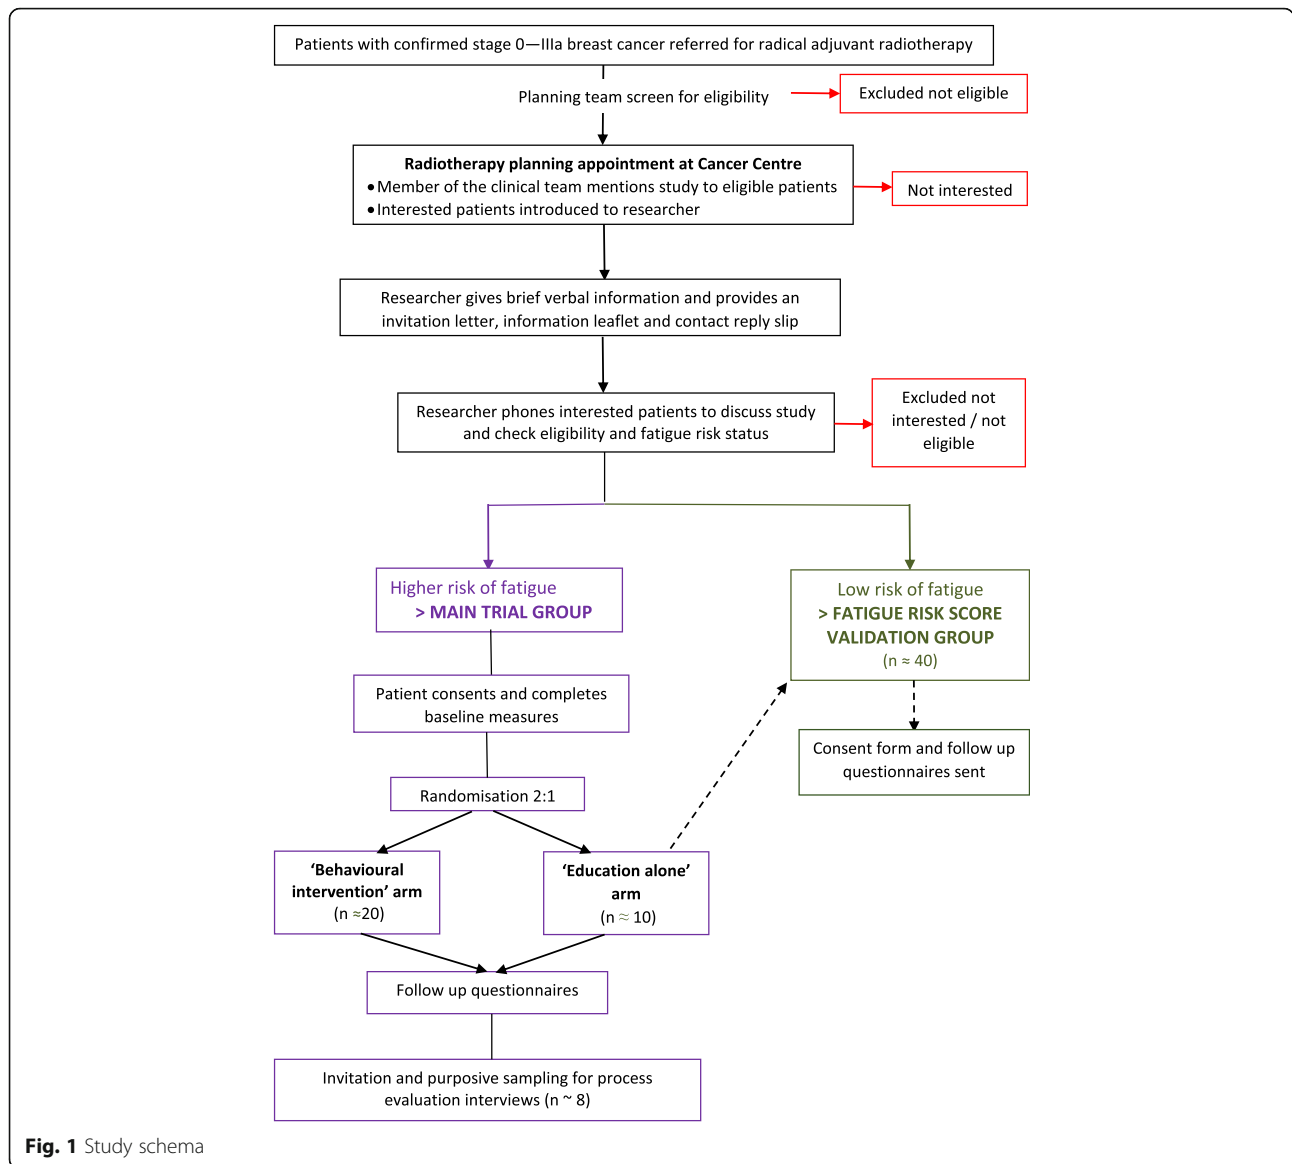 Patients with confirmed stage 0—IIIa breast cancer referred for radical adjuvant radiotherapy
Planning team screen for eligibility
Excluded not eligible
Radiotherapy planning appointment at Cancer Centre
• Member of the clinical team mentions study to eligible patients
• Interested patients introduced to researcher
Not interested
Researcher gives brief verbal information and provides an
invitation letter, information leaflet and contact reply slip
Researcher phones interested patients to discuss study
and check eligibility and fatigue risk status
Excluded not
interested / not
eligible
Higher risk of fatigue
> MAIN TRIAL GROUP
Low risk of fatigue
> FATIGUE RISK SCORE
VALIDATION GROUP
(n ≈ 40)
Patient consents and completes
baseline measures
Consent form and follow up
questionnaires sent
Randomisation 2:1
‘Behavioural
intervention’ arm
(n ≈20)
‘Education alone’
arm
(n ≈ 10)
Follow up questionnaires
Invitation and purposive sampling for process
evaluation interviews (n ~ 8)
Fig. 1 Study schema